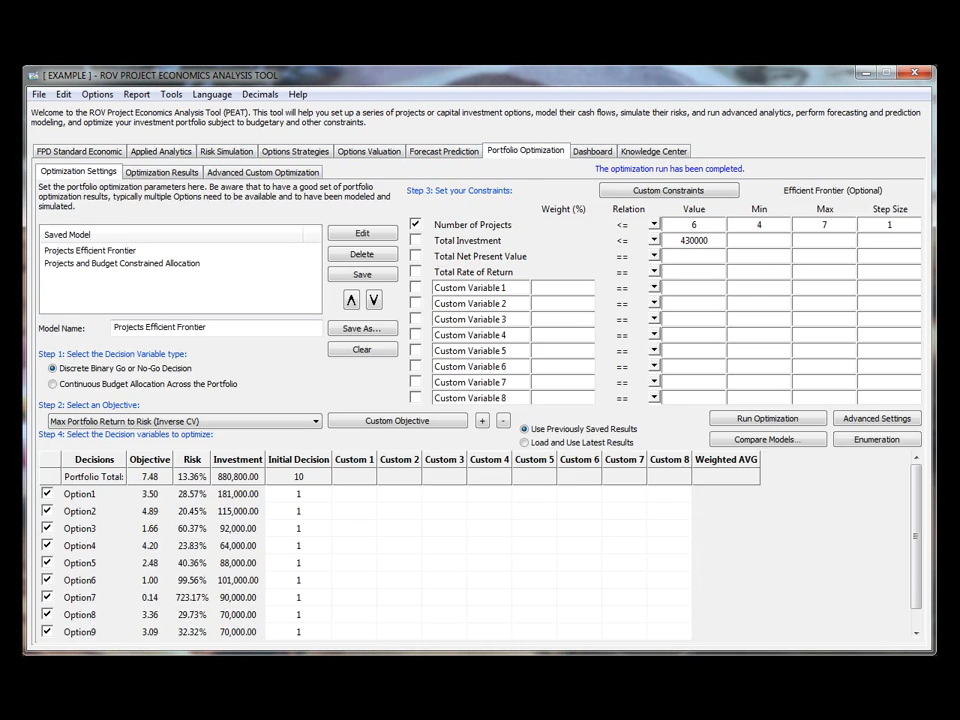 [ EXAMPLE ] - ROV PROJECT ECONOMICS ANALYSIS TOOL
File Edit Options Report Tools Language Decimals Help
Welcome to the ROV Project Economics Analysis Tool (PEAT). This tool will help you set up a series of projects or capital investment options, model their cash flows, simulate their risks, and run advanced analytics, perform forecasting and prediction
modeling, and optimize your investment portfolio subject to budgetary and other constraints.
FPD Standard Economic Applied Analytics Risk Simulation Options Strategies Options Valuation Forecast Prediction Portfolio Optimization Dashboard Knowledge Center
Optimization Settings Optimization Results Advanced Custom Optimization
The optimization run has been completed.
Set the portfolio optimization parameters here. Be aware that to have a good set of portfolio
optimization results, typically multiple Options need to be available and to have been modeled and
simulated.
Saved Model
Projects Efficient Frontier
Projects and Budget Constrained Allocation
Edit
Delete
Save
Model Name: Projects Efficient Frontier
Save As...
Clear
Step 1: Select the Decision Variable type:
Discrete Binary Go or No-Go Decision
Continuous Budget Allocation Across the Portfolio
Step 2: Select an Objective:
Max Portfolio Return to Risk (Inverse CV)
Custom Objective + -
Step 3: Set your Constraints: Custom Constraints Efficient Frontier (Optional)
Weight (%) Relation Value Min Max Step Size
Number of Projects <= 6 4 7 1
Total Investment <= 430000
Total Net Present Value ==
Total Rate of Return ==
Custom Variable 1 ==
Custom Variable 2 ==
Custom Variable 3 ==
Custom Variable 4 ==
Custom Variable 5 ==
Custom Variable 6 ==
Custom Variable 7 ==
Custom Variable 8 ==
Use Previously Saved Results
Load and Use Latest Results
Run Optimization Advanced Settings
Compare Models... Enumeration
Step 4: Select the Decision variables to optimize:
Decisions Objective Risk Investment Initial Decision Custom 1 Custom 2 Custom 3 Custom 4 Custom 5 Custom 6 Custom 7 Custom 8 Weighted AVG
Portfolio Total: 7.48 13.36% 880,800.00 10
Option1 3.50 28.57% 181,000.00 1
Option2 4.89 20.45% 115,000.00 1
Option3 1.66 60.37% 92,000.00 1
Option4 4.20 23.83% 64,000.00 1
Option5 2.48 40.36% 88,000.00 1
Option6 1.00 99.56% 101,000.00 1
Option7 0.14 723.17% 90,000.00 1
Option8 3.36 29.73% 70,000.00 1
Option9 3.09 32.32% 70,000.00 1